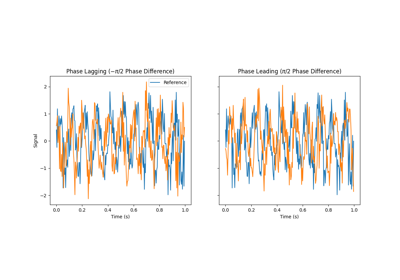 Phase Lagging (−π/2 Phase Difference)
Phase Leading (π/2 Phase Difference)
Reference
Signal
2
1
0
−1
−2
0.0 0.2 0.4 0.6 0.8 1.0
0.0 0.2 0.4 0.6 0.8 1.0
Time (s)
Time (s)